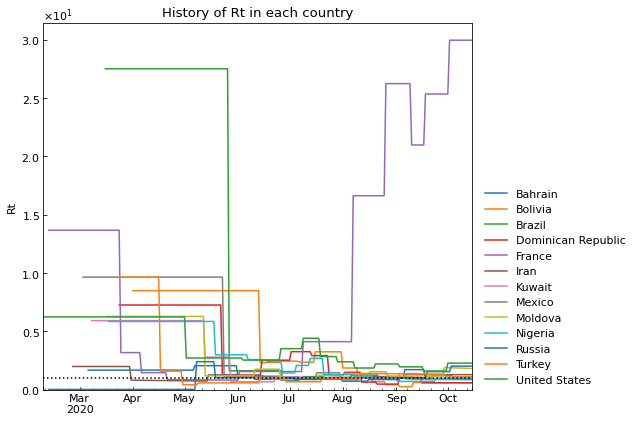 History of Rt in each country
×10¹
3.0
2.5
2.0
1.5
1.0
0.5
0.0
Rt
Mar
2020
Apr
May
Jun
Jul
Aug
Sep
Oct
Bahrain
Bolivia
Brazil
Dominican Republic
France
Iran
Kuwait
Mexico
Moldova
Nigeria
Russia
Turkey
United States